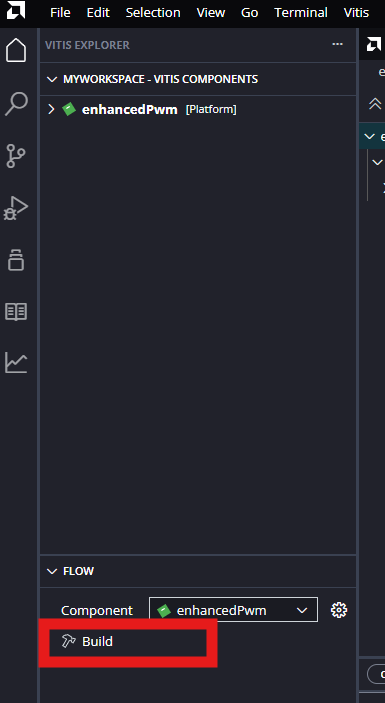 File Edit Selection View Go Terminal Vitis
VITIS EXPLORER ...
MYWORKSPACE - VITIS COMPONENTS
enhancedPwm [Platform]
FLOW
Component enhancedPwm
Build